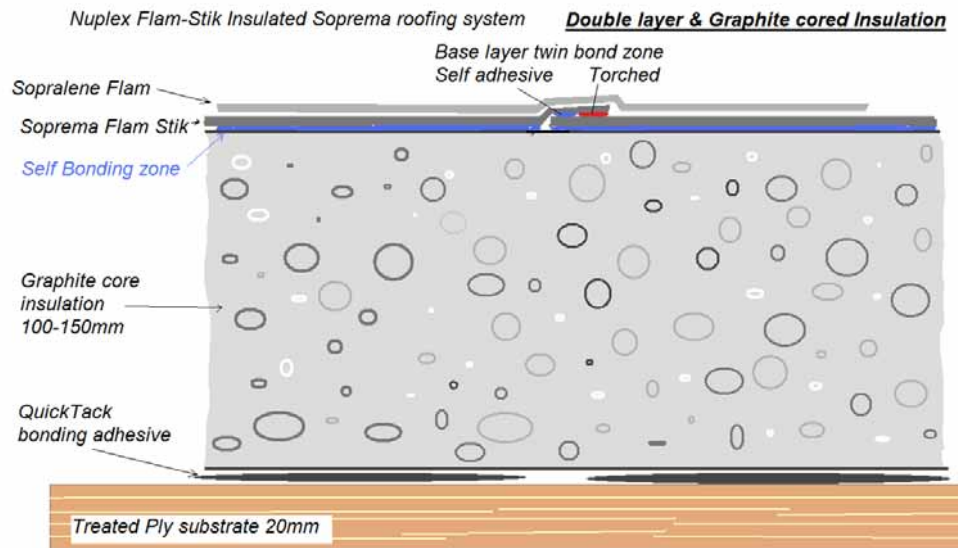 Nuplex Flam-Stik Insulated Soprema roofing system
Double layer & Graphite cored Insulation
Base layer twin bond zone
Self adhesive Torched
Sopralene Flam
Soprema Flam Stik
Self Bonding zone
Graphite core
insulation
100-150mm
QuickTack
bonding adhesive
Treated Ply substrate 20mm